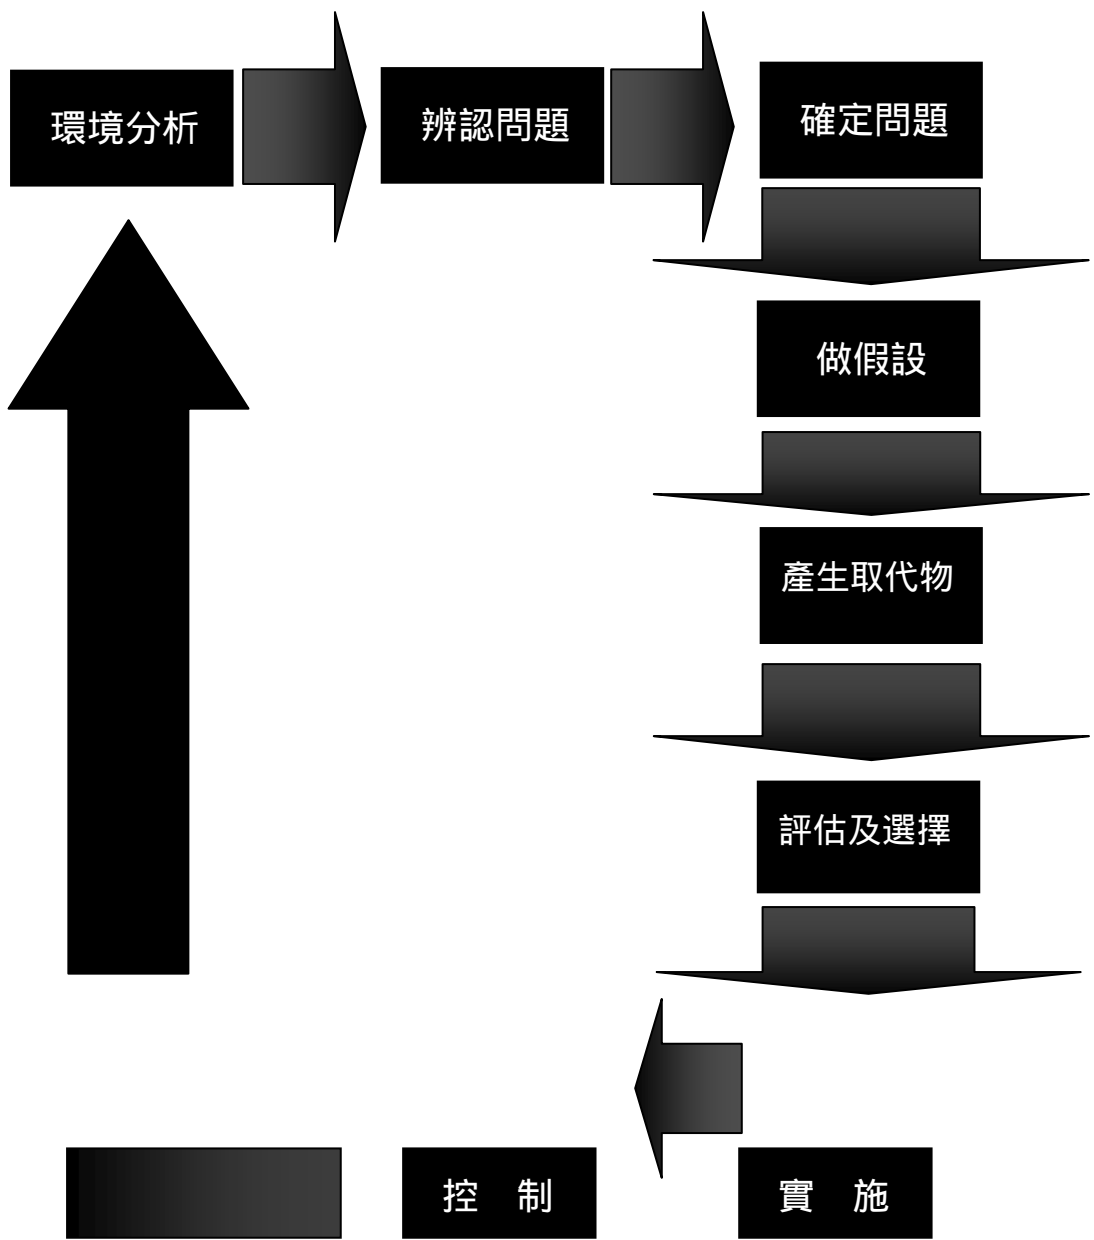 環境分析
辨認問題
確定問題
做假設
產生取代物
評估及選擇
實　施
控　制